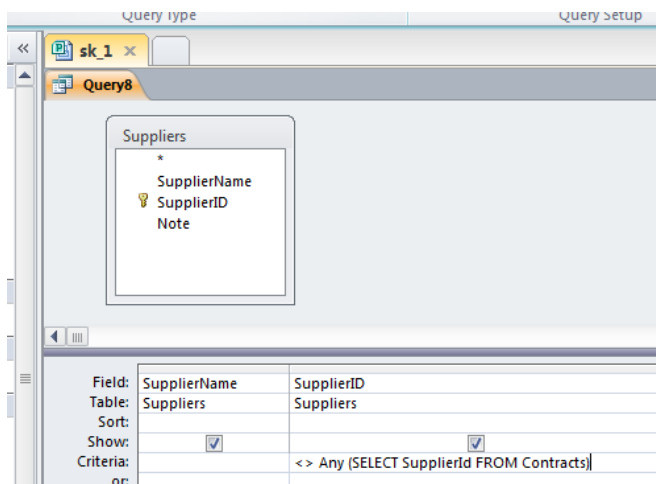 Query Type Query Setup
sk_1
Query8
Suppliers
*
SupplierName
SupplierID
Note
Field: SupplierName SupplierID
Table: Suppliers Suppliers
Sort:
Show:
Criteria: <> Any (SELECT SupplierId FROM Contracts)
or: